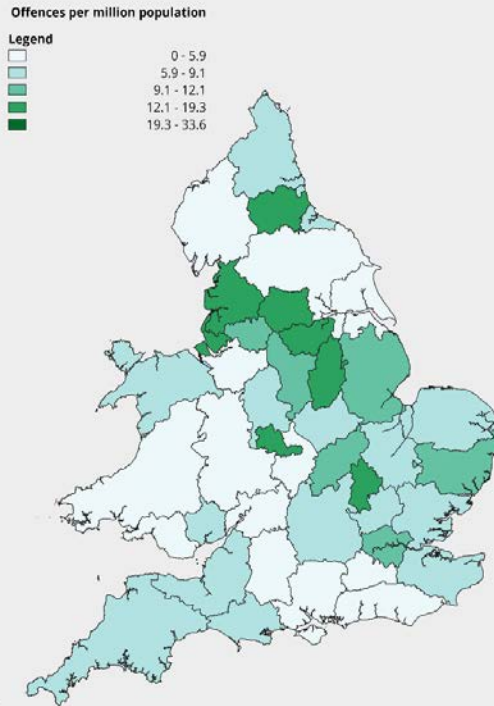 Offences per million population
Legend
0 - 5.9
5.9 - 9.1
9.1 - 12.1
12.1 - 19.3
19.3 - 33.6